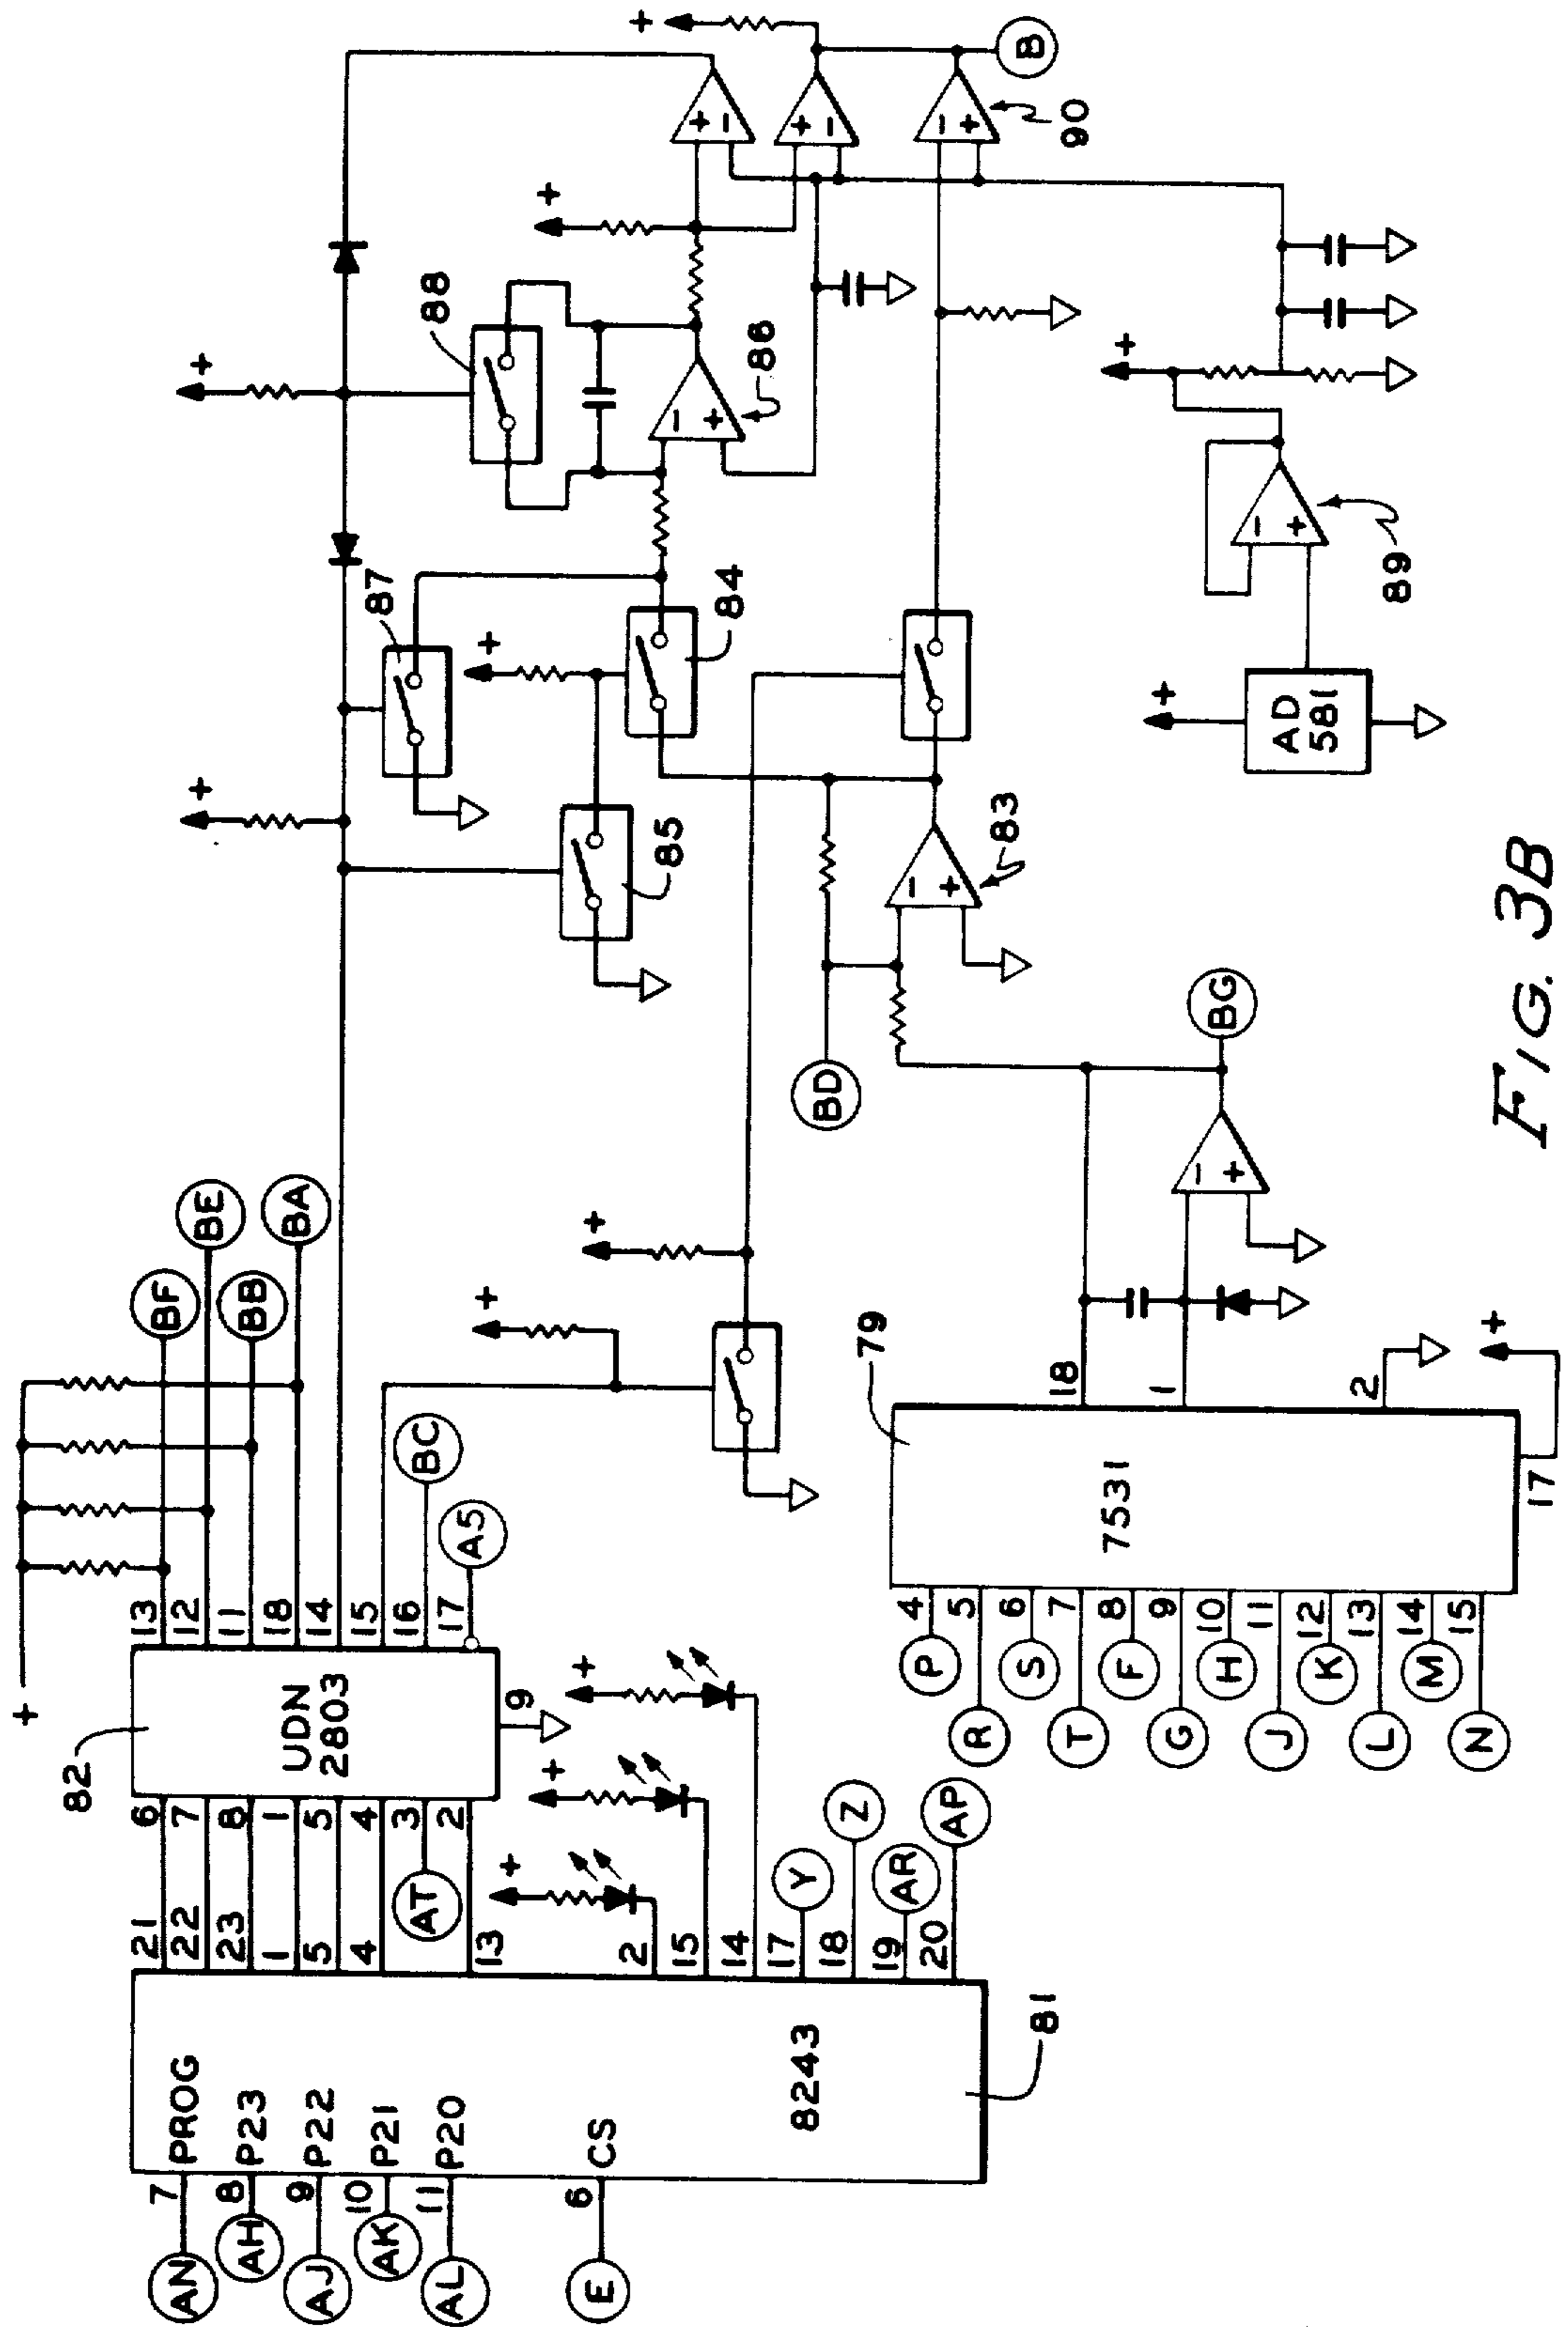 +
BF
BE
BB
BA
13
12
11
18
14
15
16
17
BC
A5
82
UDN
2803
9
6
7
8
1
5
4
3
2
AT
21
22
23
1
5
4
13
2
15
14
17
18
19
20
+
+
+
Y
Z
AR
AP
PROG
P23
P22
P21
P20
CS
8243
81
7
8
9
10
11
6
AN
AH
AJ
AK
AL
E
+
+
+
+
87
+
84
85
88
+
86
+
+
−
+
−
−
+
90
B
−
+
BD
−
+
83
+
−
+
89
+
AD
581
BG
−
+
79
7531
18
1
2
17
+
4
5
6
7
8
9
10
11
12
13
14
15
P
R
S
T
F
G
H
J
K
L
M
N
FIG. 3B